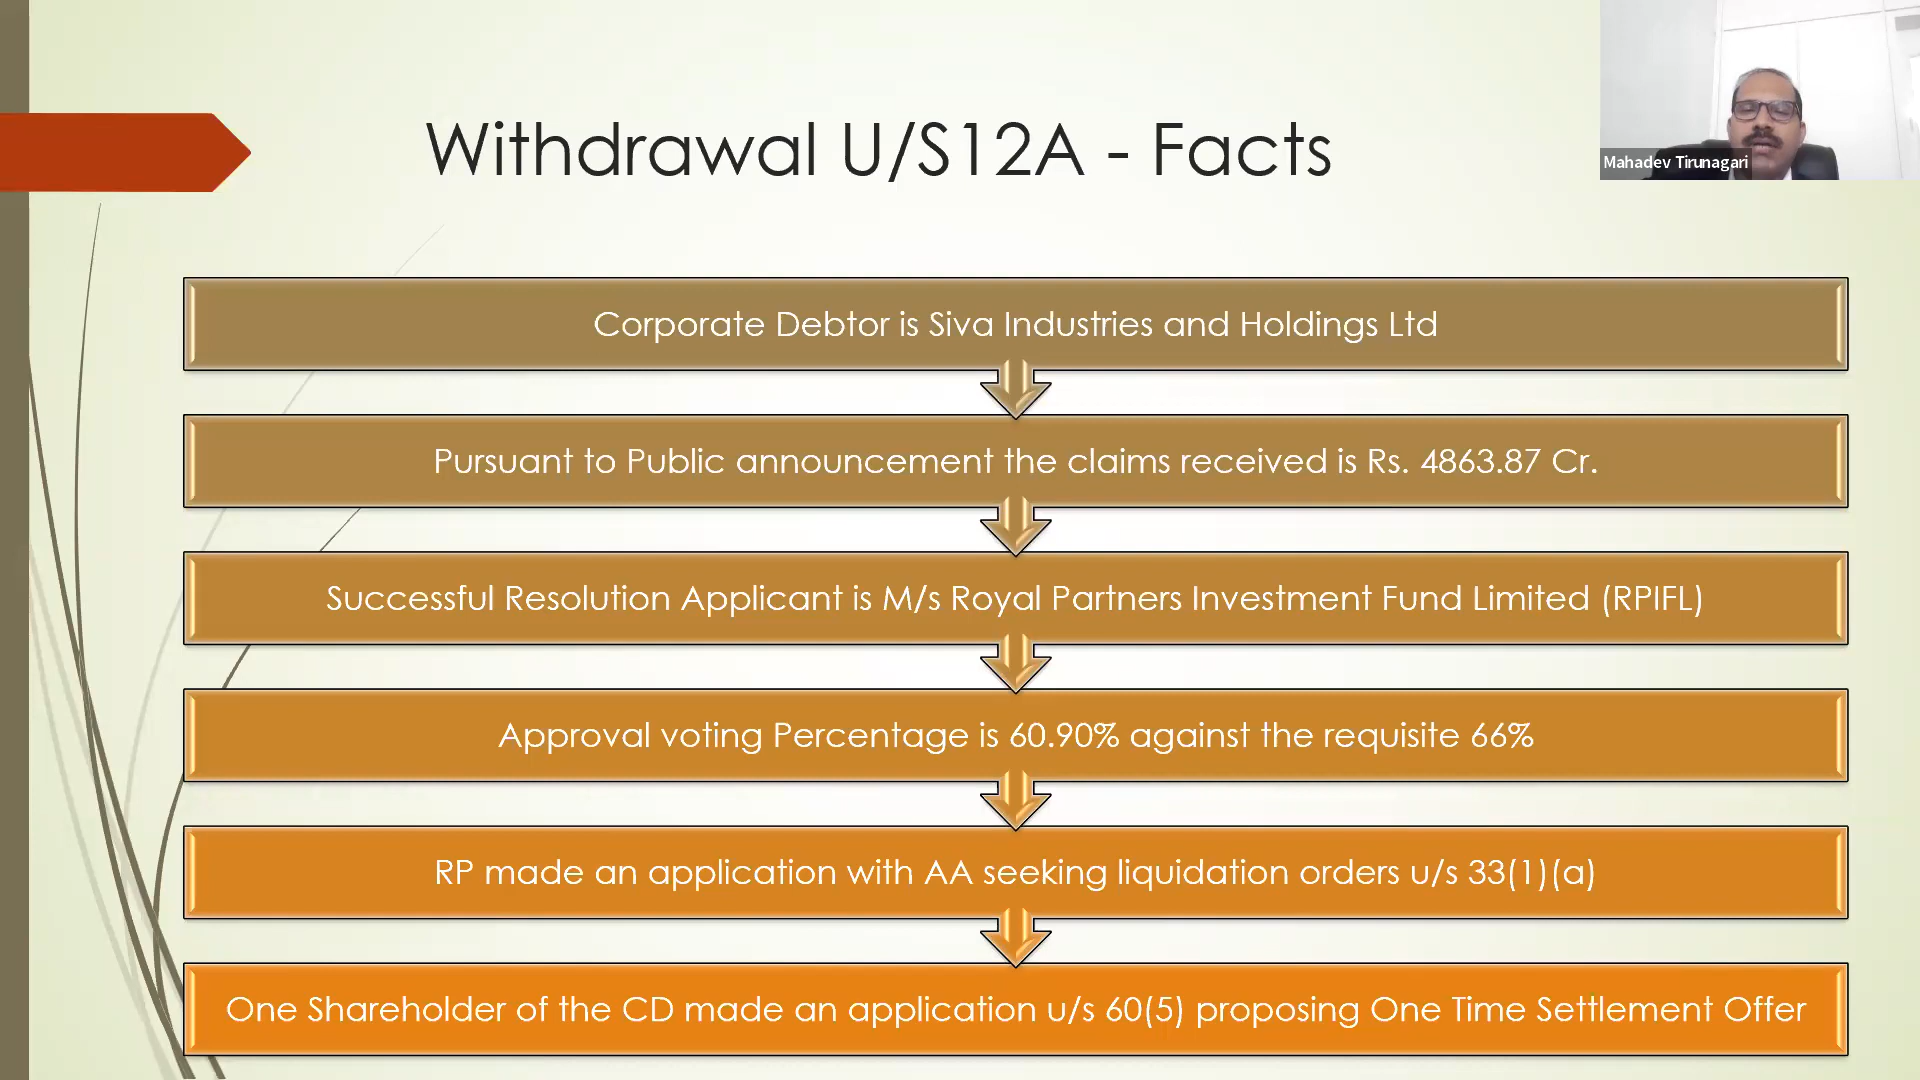 Withdrawal U/S12A - Facts
Mahadev Tirunagari
Corporate Debtor is Siva Industries and Holdings Ltd
Pursuant to Public announcement the claims received is Rs. 4863.87 Cr.
Successful Resolution Applicant is M/s Royal Partners Investment Fund Limited (RPIFL)
Approval voting Percentage is 60.90% against the requisite 66%
RP made an application with AA seeking liquidation orders u/s 33(1)(a)
One Shareholder of the CD made an application u/s 60(5) proposing One Time Settlement Offer